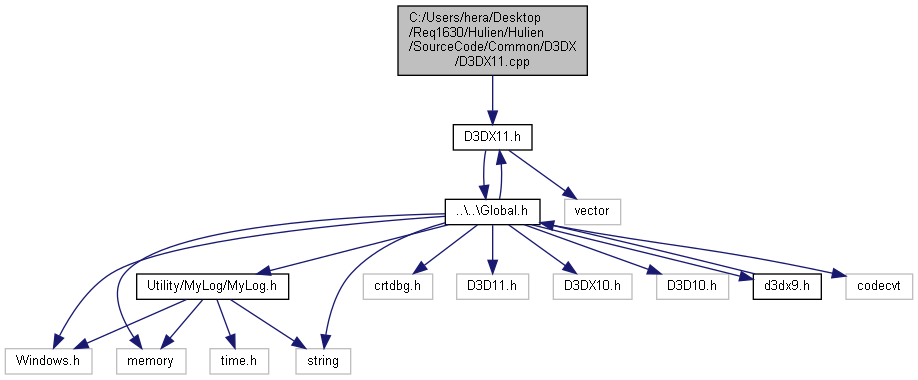 C:/Users/hera/Desktop
/Req1630/Hulien/Hulien
/SourceCode/Common/D3DX
/D3DX11.cpp
D3DX11.h
..\..\Global.h
vector
Utility/MyLog/MyLog.h
crtdbg.h
D3D11.h
D3DX10.h
D3D10.h
d3dx9.h
codecvt
Windows.h
memory
time.h
string